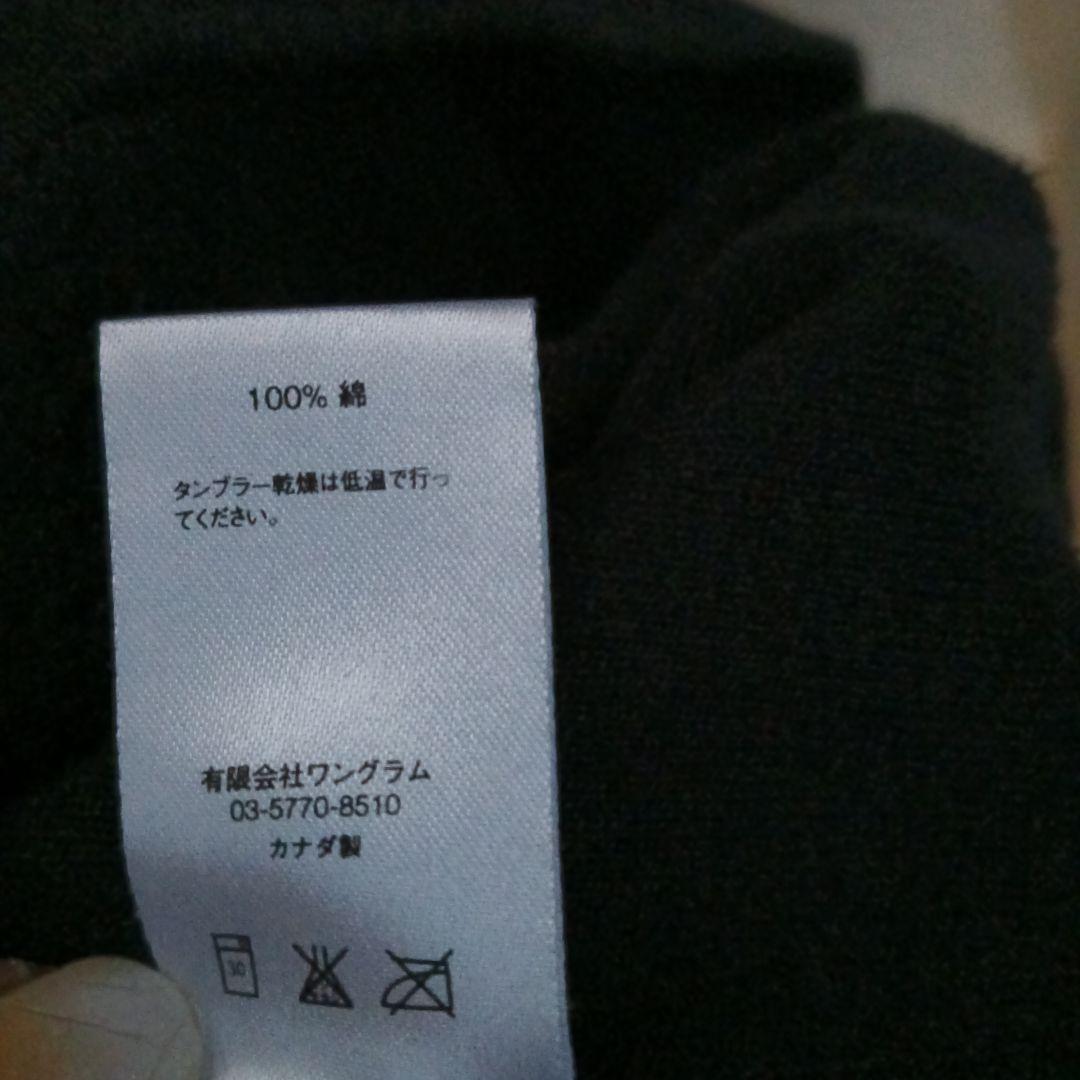 100% 綿
タンブラー乾燥は低温で行っ
てください。
有限会社ワングラム
03-5770-8510
カナダ製
30